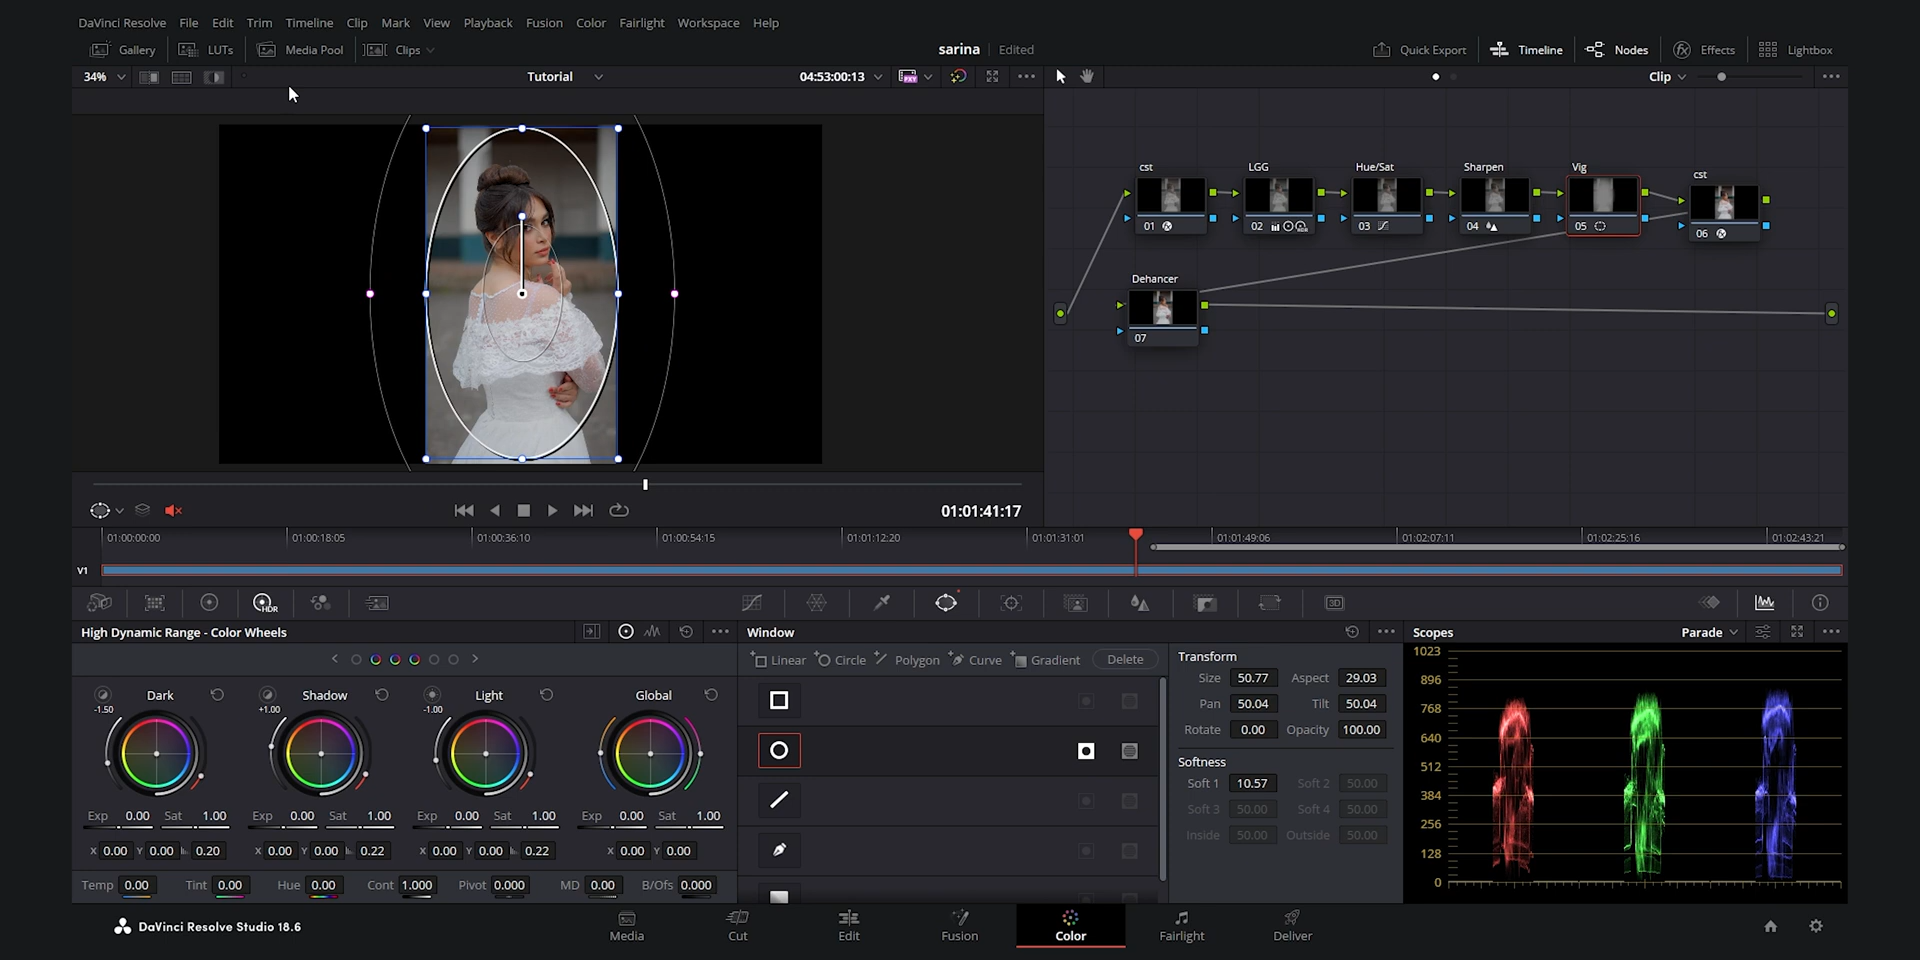 DaVinci Resolve File Edit Trim Timeline Clip Mark View Playback Fusion Color Fairlight Workspace Help
Gallery LUTs Media Pool Clips sarina Edited Quick Export Timeline Nodes Effects Lightbox
34% Tutorial 04:53:00:13 Clip
cst LGG Hue/Sat Sharpen Vig cst
01 02 03 04 05 06
Dehancer
07
01:01:41:17
01:00:00:00 01:00:18:05 01:00:36:10 01:00:54:15 01:01:12:20 01:01:31:01 01:01:49:06 01:02:07:11 01:02:25:16 01:02:43:21
V1
HDR 3D
High Dynamic Range - Color Wheels
Dark Shadow Light Global
-1.50 +1.00 -1.00
Exp 0.00 Sat 1.00 Exp 0.00 Sat 1.00 Exp 0.00 Sat 1.00 Exp 0.00 Sat 1.00
X 0.00 Y 0.00 0.20 X 0.00 Y 0.00 0.22 X 0.00 Y 0.00 0.22 X 0.00 Y 0.00
Temp 0.00 Tint 0.00 Hue 0.00 Cont 1.000 Pivot 0.000 MD 0.00 B/Ofs 0.000
Window
Linear Circle Polygon Curve Gradient Delete
Transform
Size 50.77 Aspect 29.03
Pan 50.04 Tilt 50.04
Rotate 0.00 Opacity 100.00
Softness
Soft 1 10.57 Soft 2 50.00
Soft 3 50.00 Soft 4 50.00
Inside 50.00 Outside 50.00
Scopes Parade
1023
896
768
640
512
384
256
128
0
DaVinci Resolve Studio 18.6 Media Cut Edit Fusion Color Fairlight Deliver